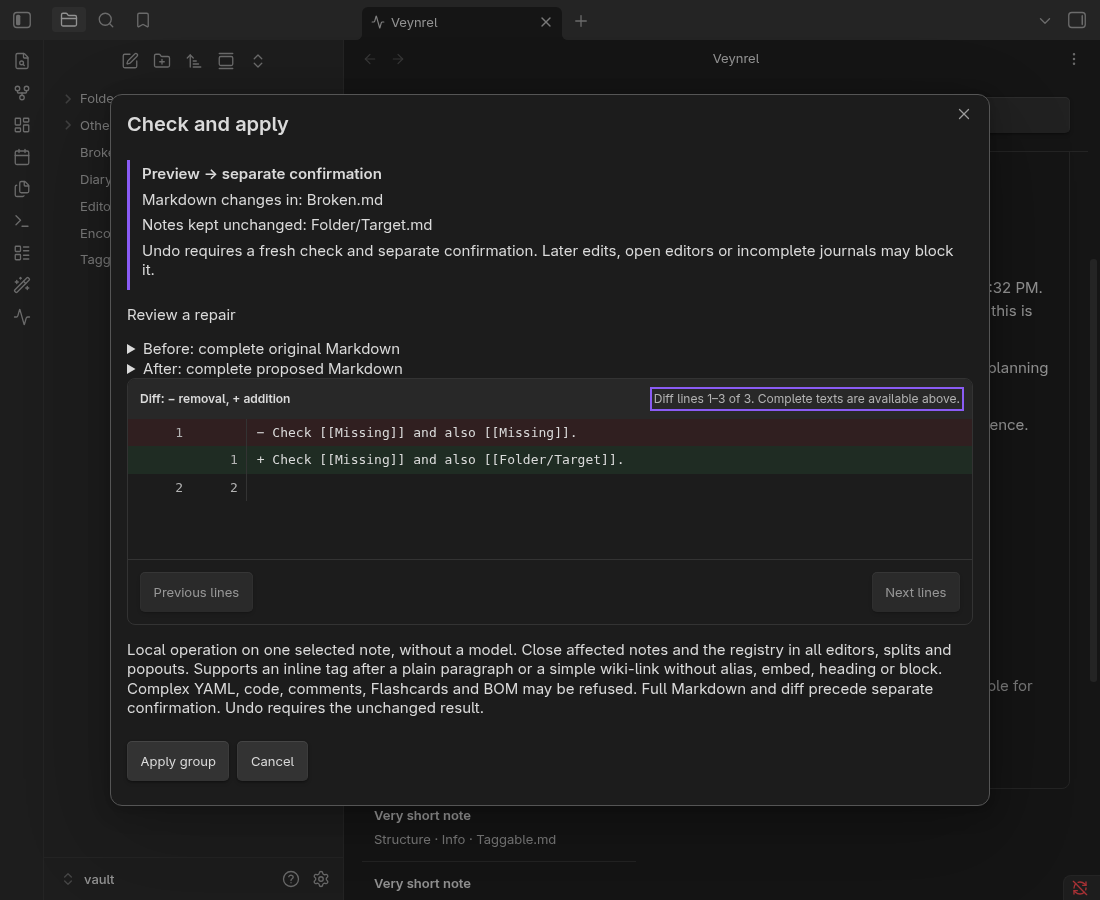 Veynrel
Veynrel
Folde
Othe
Broke
Diary
Edito
Enco
Tagg
Check and apply
Preview → separate confirmation
Markdown changes in: Broken.md
Notes kept unchanged: Folder/Target.md
Undo requires a fresh check and separate confirmation. Later edits, open editors or incomplete journals may block
it.
Review a repair
Before: complete original Markdown
After: complete proposed Markdown
Diff: – removal, + addition
Diff lines 1–3 of 3. Complete texts are available above.
1 − Check [[Missing]] and also [[Missing]].
1 + Check [[Missing]] and also [[Folder/Target]].
2 2
Previous lines
Next lines
Local operation on one selected note, without a model. Close affected notes and the registry in all editors, splits and
popouts. Supports an inline tag after a plain paragraph or a simple wiki-link without alias, embed, heading or block.
Complex YAML, code, comments, Flashcards and BOM may be refused. Full Markdown and diff precede separate
confirmation. Undo requires the unchanged result.
Apply group
Cancel
:32 PM.
this is
planning
ence.
ble for
Very short note
Structure · Info · Taggable.md
Very short note
vault